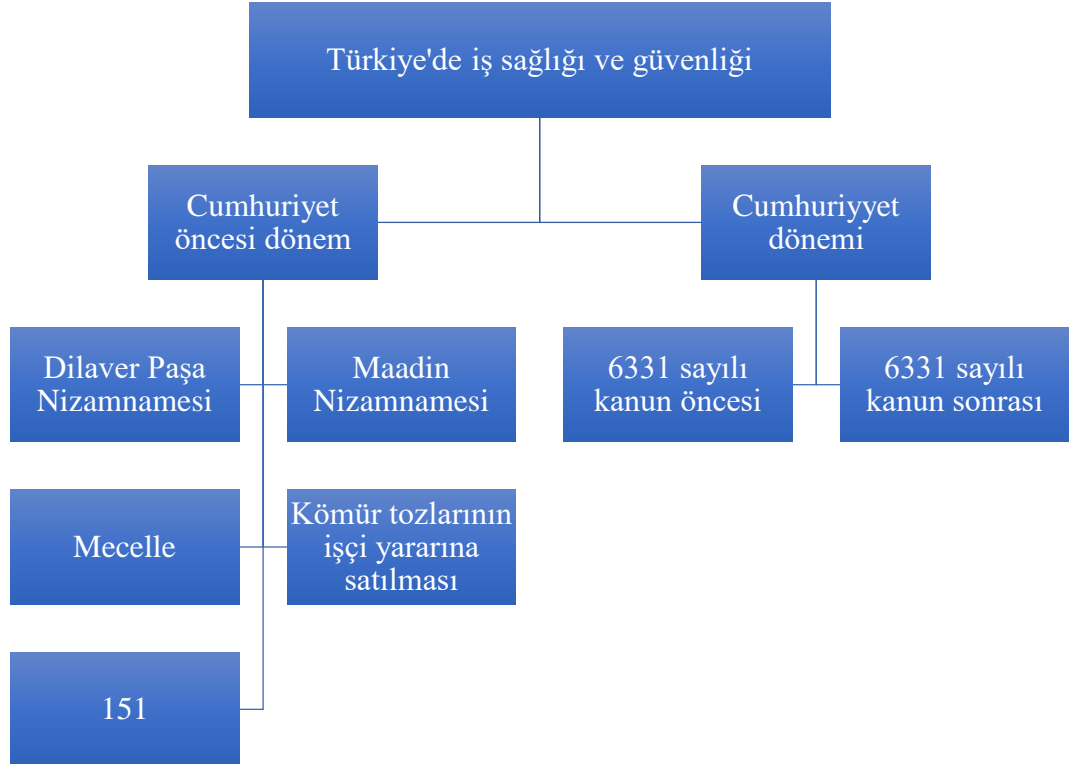 Türkiye'de iş sağlığı ve güvenliği
Cumhuriyet
öncesi dönem
Cumhuriyyet
dönemi
Dilaver Paşa
Nizamnamesi
Maadin
Nizamnamesi
6331 sayılı
kanun öncesi
6331 sayılı
kanun sonrası
Mecelle
Kömür tozlarının
işçi yararına
satılması
151